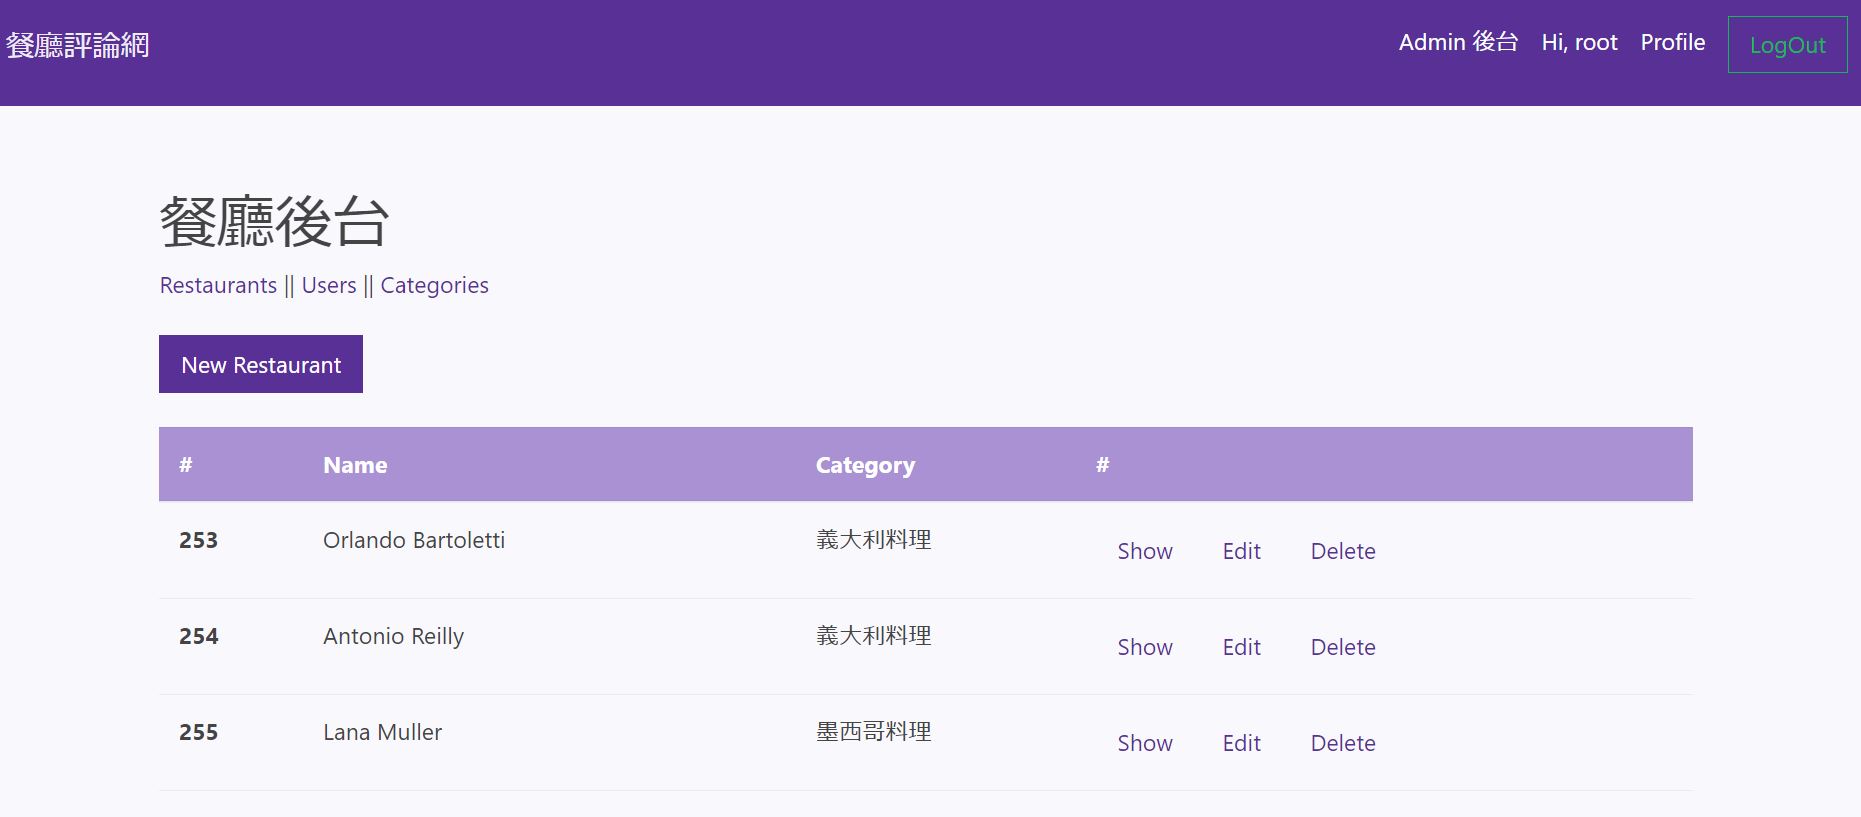 餐廳評論網 Admin 後台 Hi, root Profile LogOut
餐廳後台
Restaurants || Users || Categories
New Restaurant
# Name Category #
253 Orlando Bartoletti 義大利料理 Show Edit Delete
254 Antonio Reilly 義大利料理 Show Edit Delete
255 Lana Muller 墨西哥料理 Show Edit Delete